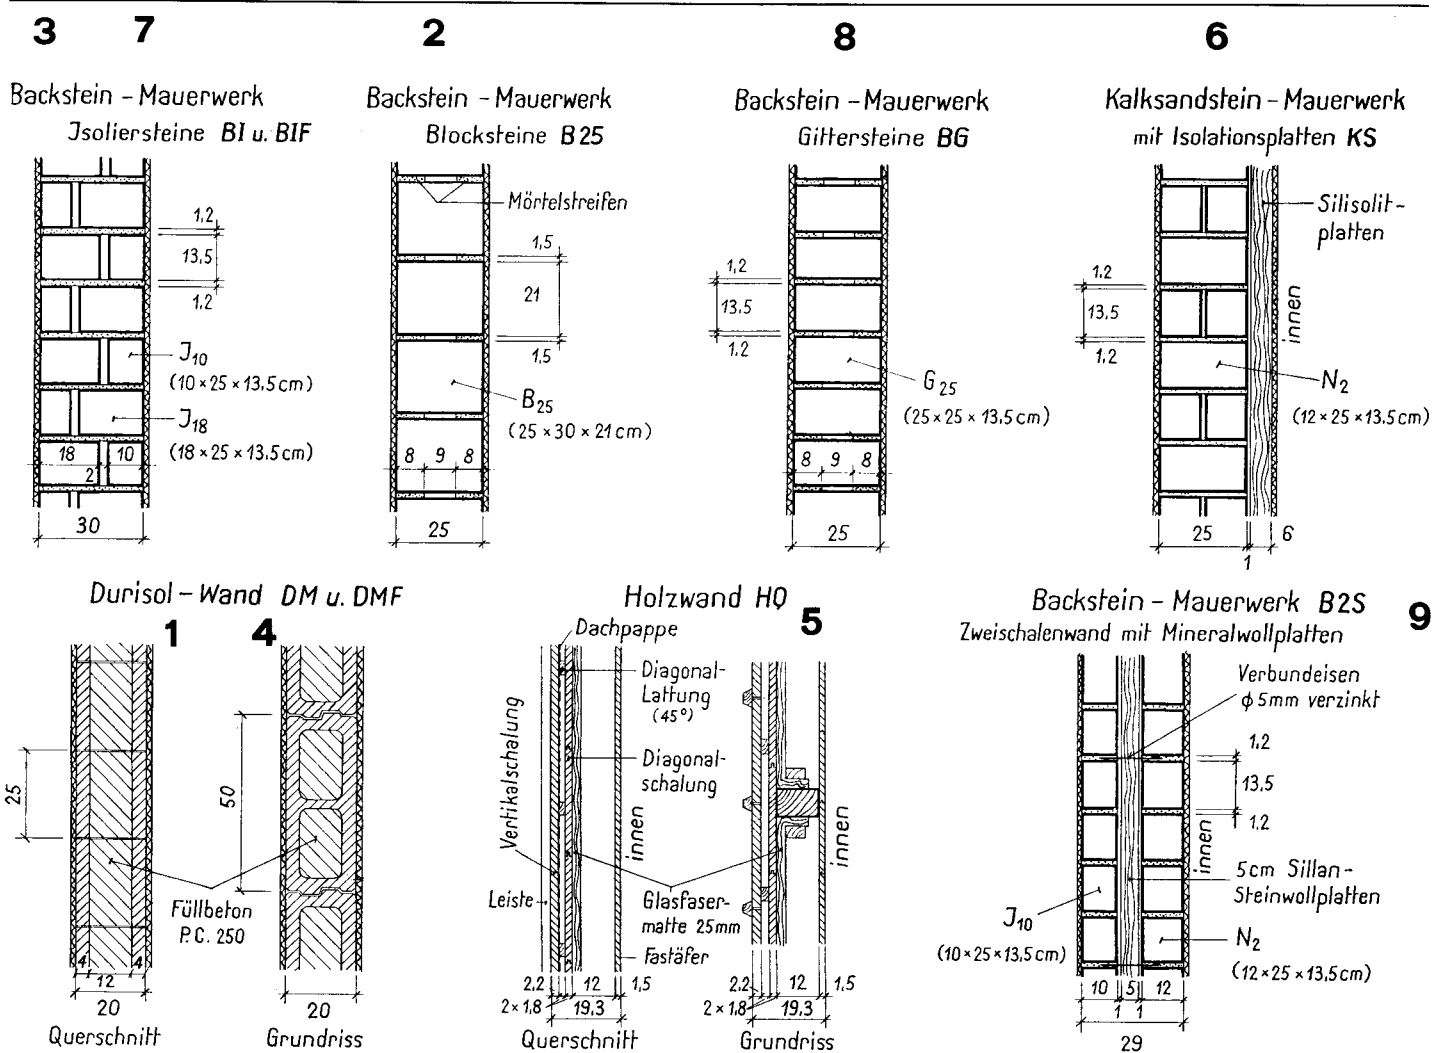 3 7
Backstein – Mauerwerk
Isoliersteine BI u. BIF
1,2
13,5
1,2
J10
(10 × 25 × 13,5 cm)
J18
(18 × 25 × 13,5 cm)
18 10
2
30
2
Backstein – Mauerwerk
Blocksteine B 25
Mörtelstreifen
1,5
21
1,5
B25
(25 × 30 × 21 cm)
8 9 8
25
8
Backstein – Mauerwerk
Gittersteine BG
1,2
13,5
1,2
G25
(25 × 25 × 13,5 cm)
8 9 8
25
6
Kalksandstein – Mauerwerk
mit Isolationsplatten KS
Silisolit-
platten
1,2
13,5
1,2
innen
N2
(12 × 25 × 13,5 cm)
25 6
1
Durisol – Wand DM u. DMF
1 4
25
50
Füllbeton
P.C. 250
4 4
12
20
20
Querschnitt
Grundriss
Holzwand HQ
5
Dachpappe
Diagonal-
Lattung
(45°)
Diagonal-
schalung
Vertikalschalung
innen
innen
Leiste
Glasfaser-
matte 25mm
Fastäfer
2,2 12 1,5
2 × 1,8 19,3
2,2 12 1,5
2 × 1,8 19,3
Querschnitt
Grundriss
Backstein – Mauerwerk B2S
9
Zweischalenwand mit Mineralwollplatten
Verbundeisen
ϕ 5mm verzinkt
1,2
13,5
1,2
innen
5 cm Sillan-
Steinwollplatten
J10
(10 × 25 × 13,5 cm)
N2
(12 × 25 × 13,5 cm)
10 5 12
1 1
29